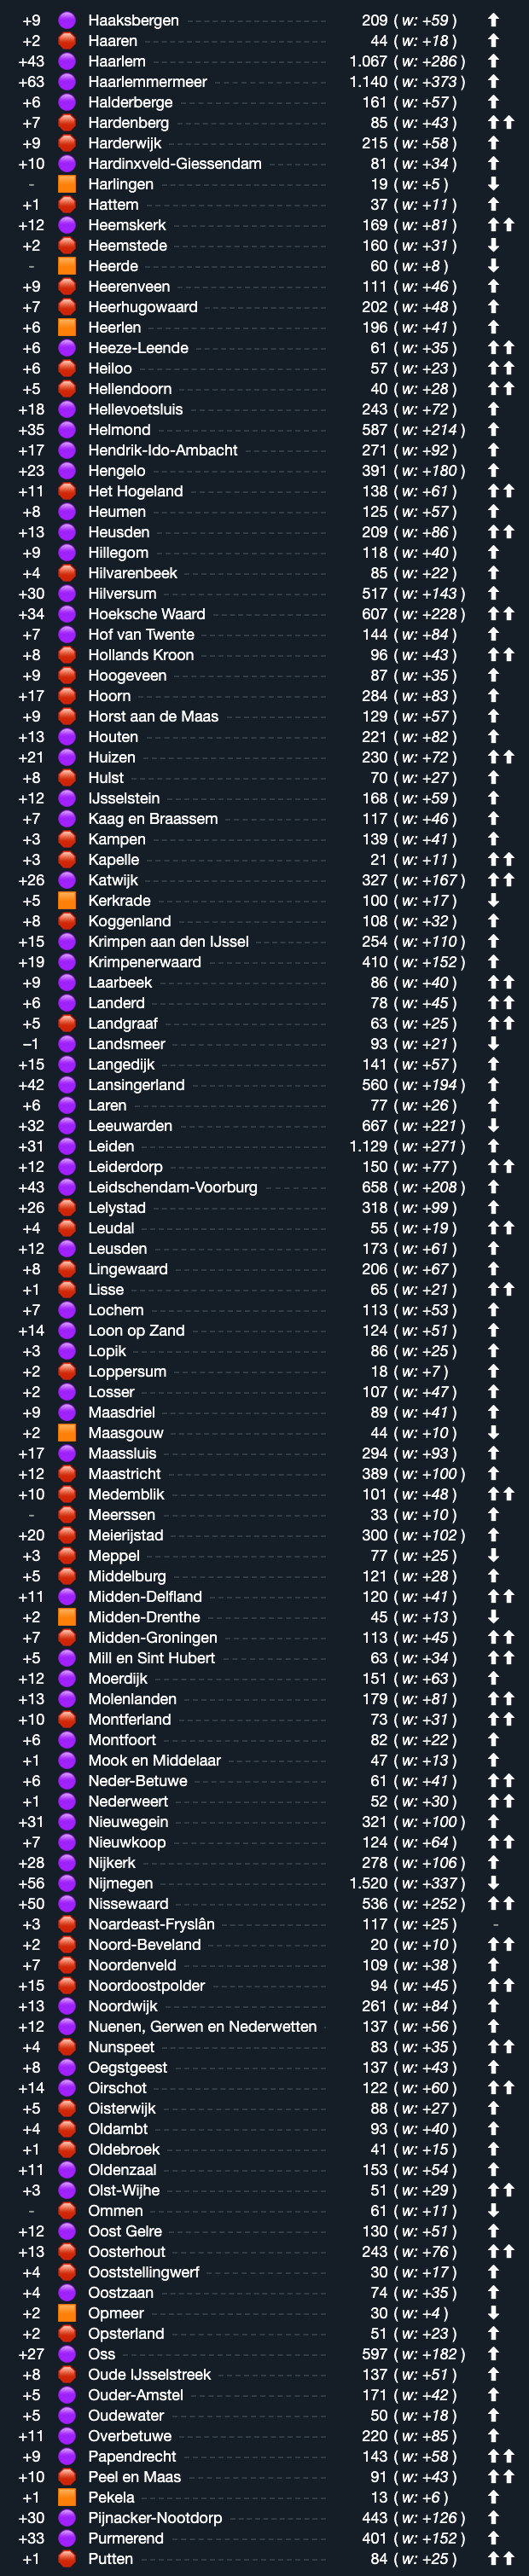 +9 Haaksbergen 209 (w: +59) ⬆
+2 Haaren 44 (w: +18) ⬆
+43 Haarlem 1.067 (w: +286) ⬆
+63 Haarlemmermeer 1.140 (w: +373) ⬆
+6 Halderberge 161 (w: +57) ⬆
+7 Hardenberg 85 (w: +43) ⬆⬆
+9 Harderwijk 215 (w: +58) ⬆
+10 Hardinxveld-Giessendam 81 (w: +34) ⬆
- Harlingen 19 (w: +5) ⬇
+1 Hattem 37 (w: +11) ⬆
+12 Heemskerk 169 (w: +81) ⬆⬆
+2 Heemstede 160 (w: +31) ⬇
- Heerde 60 (w: +8) ⬇
+9 Heerenveen 111 (w: +46) ⬆
+7 Heerhugowaard 202 (w: +48) ⬆
+6 Heerlen 196 (w: +41) ⬆
+6 Heeze-Leende 61 (w: +35) ⬆⬆
+6 Heiloo 57 (w: +23) ⬆⬆
+5 Hellendoorn 40 (w: +28) ⬆⬆
+18 Hellevoetsluis 243 (w: +72) ⬆
+35 Helmond 587 (w: +214) ⬆
+17 Hendrik-Ido-Ambacht 271 (w: +92) ⬆
+23 Hengelo 391 (w: +180) ⬆
+11 Het Hogeland 138 (w: +61) ⬆⬆
+8 Heumen 125 (w: +57) ⬆
+13 Heusden 209 (w: +86) ⬆⬆
+9 Hillegom 118 (w: +40) ⬆
+4 Hilvarenbeek 85 (w: +22) ⬆
+30 Hilversum 517 (w: +143) ⬆
+34 Hoeksche Waard 607 (w: +228) ⬆⬆
+7 Hof van Twente 144 (w: +84) ⬆
+8 Hollands Kroon 96 (w: +43) ⬆⬆
+9 Hoogeveen 87 (w: +35) ⬆
+17 Hoorn 284 (w: +83) ⬆
+9 Horst aan de Maas 129 (w: +57) ⬆
+13 Houten 221 (w: +82) ⬆
+21 Huizen 230 (w: +72) ⬆⬆
+8 Hulst 70 (w: +27) ⬆
+12 IJsselstein 168 (w: +59) ⬆
+7 Kaag en Braassem 117 (w: +46) ⬆
+3 Kampen 139 (w: +41) ⬆
+3 Kapelle 21 (w: +11) ⬆⬆
+26 Katwijk 327 (w: +167) ⬆⬆
+5 Kerkrade 100 (w: +17) ⬇
+8 Koggenland 108 (w: +32) ⬆
+15 Krimpen aan den IJssel 254 (w: +110) ⬆
+19 Krimpenerwaard 410 (w: +152) ⬆
+9 Laarbeek 86 (w: +40) ⬆⬆
+6 Landerd 78 (w: +45) ⬆⬆
+5 Landgraaf 63 (w: +25) ⬆⬆
−1 Landsmeer 93 (w: +21) ⬇
+15 Langedijk 141 (w: +57) ⬆
+42 Lansingerland 560 (w: +194) ⬆
+6 Laren 77 (w: +26) ⬆
+32 Leeuwarden 667 (w: +221) ⬇
+31 Leiden 1.129 (w: +271) ⬆
+12 Leiderdorp 150 (w: +77) ⬆⬆
+43 Leidschendam-Voorburg 658 (w: +208) ⬆
+26 Lelystad 318 (w: +99) ⬆
+4 Leudal 55 (w: +19) ⬆⬆
+12 Leusden 173 (w: +61) ⬆
+8 Lingewaard 206 (w: +67) ⬆
+1 Lisse 65 (w: +21) ⬆⬆
+7 Lochem 113 (w: +53) ⬆
+14 Loon op Zand 124 (w: +51) ⬆
+3 Lopik 86 (w: +25) ⬆
+2 Loppersum 18 (w: +7) ⬆
+2 Losser 107 (w: +47) ⬆
+9 Maasdriel 89 (w: +41) ⬆
+2 Maasgouw 44 (w: +10) ⬇
+17 Maassluis 294 (w: +93) ⬆
+12 Maastricht 389 (w: +100) ⬆
+10 Medemblik 101 (w: +48) ⬆⬆
- Meerssen 33 (w: +10) ⬆
+20 Meierijstad 300 (w: +102) ⬆
+3 Meppel 77 (w: +25) ⬇
+5 Middelburg 121 (w: +28) ⬆
+11 Midden-Delfland 120 (w: +41) ⬆⬆
+2 Midden-Drenthe 45 (w: +13) ⬇
+7 Midden-Groningen 113 (w: +45) ⬆⬆
+5 Mill en Sint Hubert 63 (w: +34) ⬆⬆
+12 Moerdijk 151 (w: +63) ⬆
+13 Molenlanden 179 (w: +81) ⬆⬆
+10 Montferland 73 (w: +31) ⬆⬆
+6 Montfoort 82 (w: +22) ⬆
+1 Mook en Middelaar 47 (w: +13) ⬆
+6 Neder-Betuwe 61 (w: +41) ⬆⬆
+1 Nederweert 52 (w: +30) ⬆⬆
+31 Nieuwegein 321 (w: +100) ⬆
+7 Nieuwkoop 124 (w: +64) ⬆⬆
+28 Nijkerk 278 (w: +106) ⬆
+56 Nijmegen 1.520 (w: +337) ⬇
+50 Nissewaard 536 (w: +252) ⬆⬆
+3 Noardeast-Fryslân 117 (w: +25) -
+2 Noord-Beveland 20 (w: +10) ⬆⬆
+7 Noordenveld 109 (w: +38) ⬆
+15 Noordoostpolder 94 (w: +45) ⬆⬆
+13 Noordwijk 261 (w: +84) ⬆
+12 Nuenen, Gerwen en Nederwetten 137 (w: +56) ⬆
+4 Nunspeet 83 (w: +35) ⬆⬆
+8 Oegstgeest 137 (w: +43) ⬆
+14 Oirschot 122 (w: +60) ⬆⬆
+5 Oisterwijk 88 (w: +27) ⬆
+4 Oldambt 93 (w: +40) ⬆
+1 Oldebroek 41 (w: +15) ⬆
+11 Oldenzaal 153 (w: +54) ⬆
+3 Olst-Wijhe 51 (w: +29) ⬆⬆
- Ommen 61 (w: +11) ⬇
+12 Oost Gelre 130 (w: +51) ⬆
+13 Oosterhout 243 (w: +76) ⬆⬆
+4 Ooststellingwerf 30 (w: +17) ⬆
+4 Oostzaan 74 (w: +35) ⬆
+2 Opmeer 30 (w: +4) ⬇
+2 Opsterland 51 (w: +23) ⬆
+27 Oss 597 (w: +182) ⬆
+8 Oude IJsselstreek 137 (w: +51) ⬆
+5 Ouder-Amstel 171 (w: +42) ⬆
+5 Oudewater 50 (w: +18) ⬆
+11 Overbetuwe 220 (w: +85) ⬆
+9 Papendrecht 143 (w: +58) ⬆⬆
+10 Peel en Maas 91 (w: +43) ⬆⬆
+1 Pekela 13 (w: +6) ⬆
+30 Pijnacker-Nootdorp 443 (w: +126) ⬆
+33 Purmerend 401 (w: +152) ⬆
+1 Putten 84 (w: +25) ⬆⬆